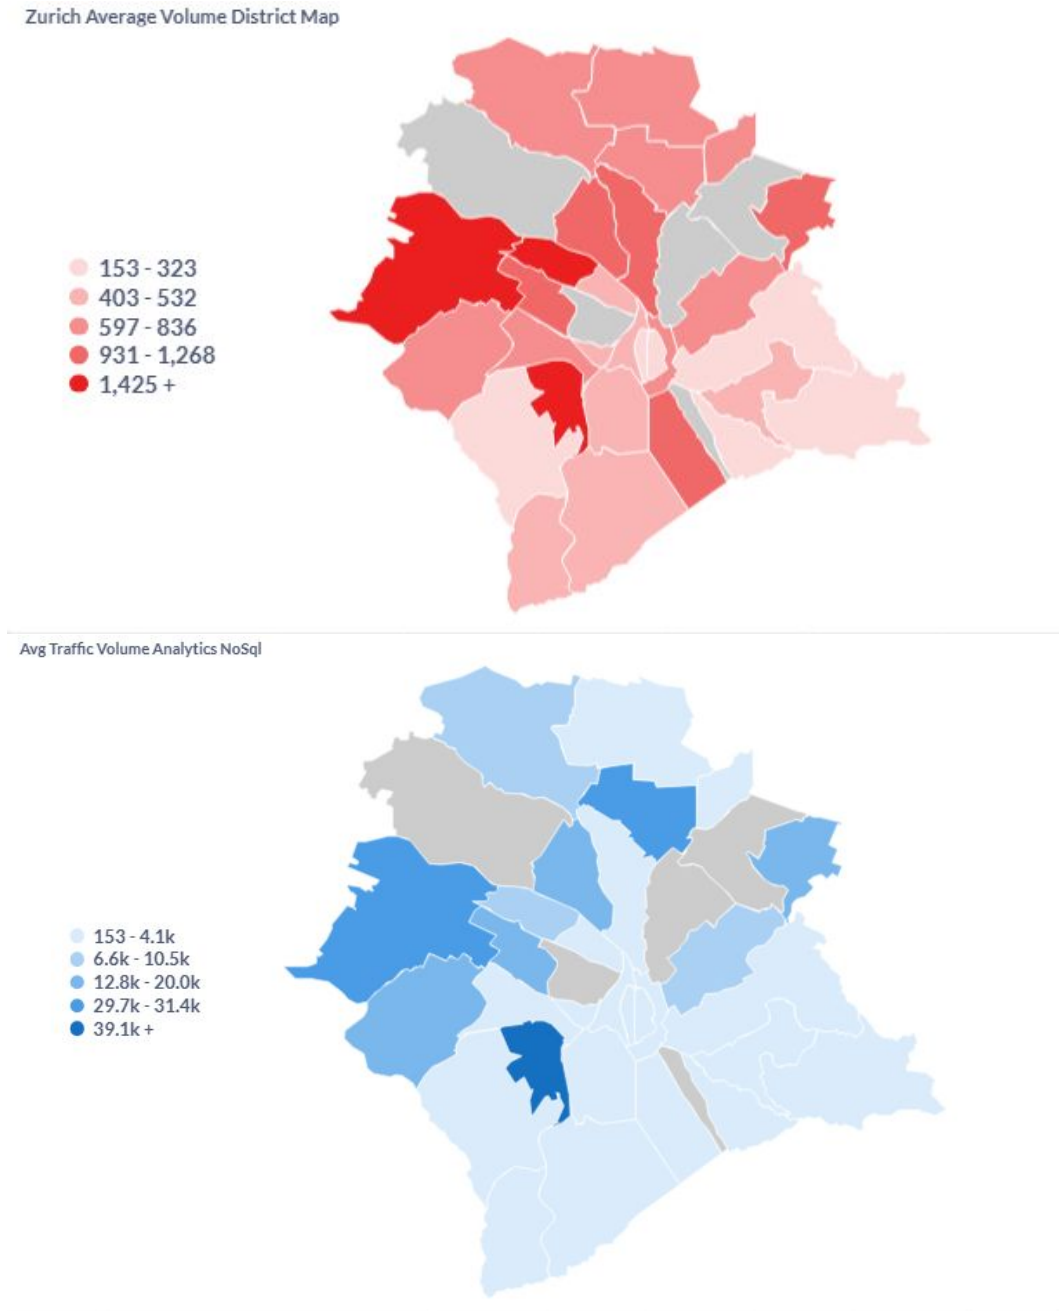 Zurich Average Volume District Map
153 - 323
403 - 532
597 - 836
931 - 1,268
1,425 +
Avg Traffic Volume Analytics NoSql
153 - 4.1k
6.6k - 10.5k
12.8k - 20.0k
29.7k - 31.4k
39.1k +